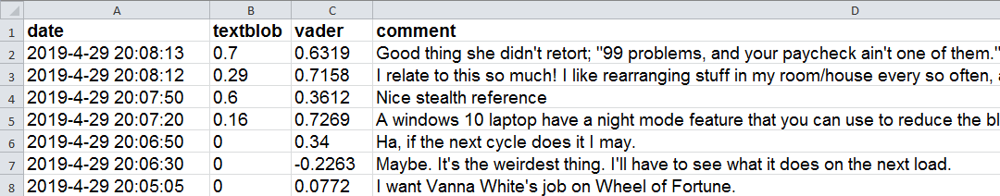 A B C D
1 date textblob vader comment
2 2019-4-29 20:08:13 0.7 0.6319 Good thing she didn't retort; "99 problems, and your paycheck ain't one of them."
3 2019-4-29 20:08:12 0.29 0.7158 I relate to this so much! I like rearranging stuff in my room/house every so often,
4 2019-4-29 20:07:50 0.6 0.3612 Nice stealth reference
5 2019-4-29 20:07:20 0.16 0.7269 A windows 10 laptop have a night mode feature that you can use to reduce the bl
6 2019-4-29 20:06:50 0 0.34 Ha, if the next cycle does it I may.
7 2019-4-29 20:06:30 0 -0.2263 Maybe. It's the weirdest thing. I'll have to see what it does on the next load.
8 2019-4-29 20:05:05 0 0.0772 I want Vanna White's job on Wheel of Fortune.